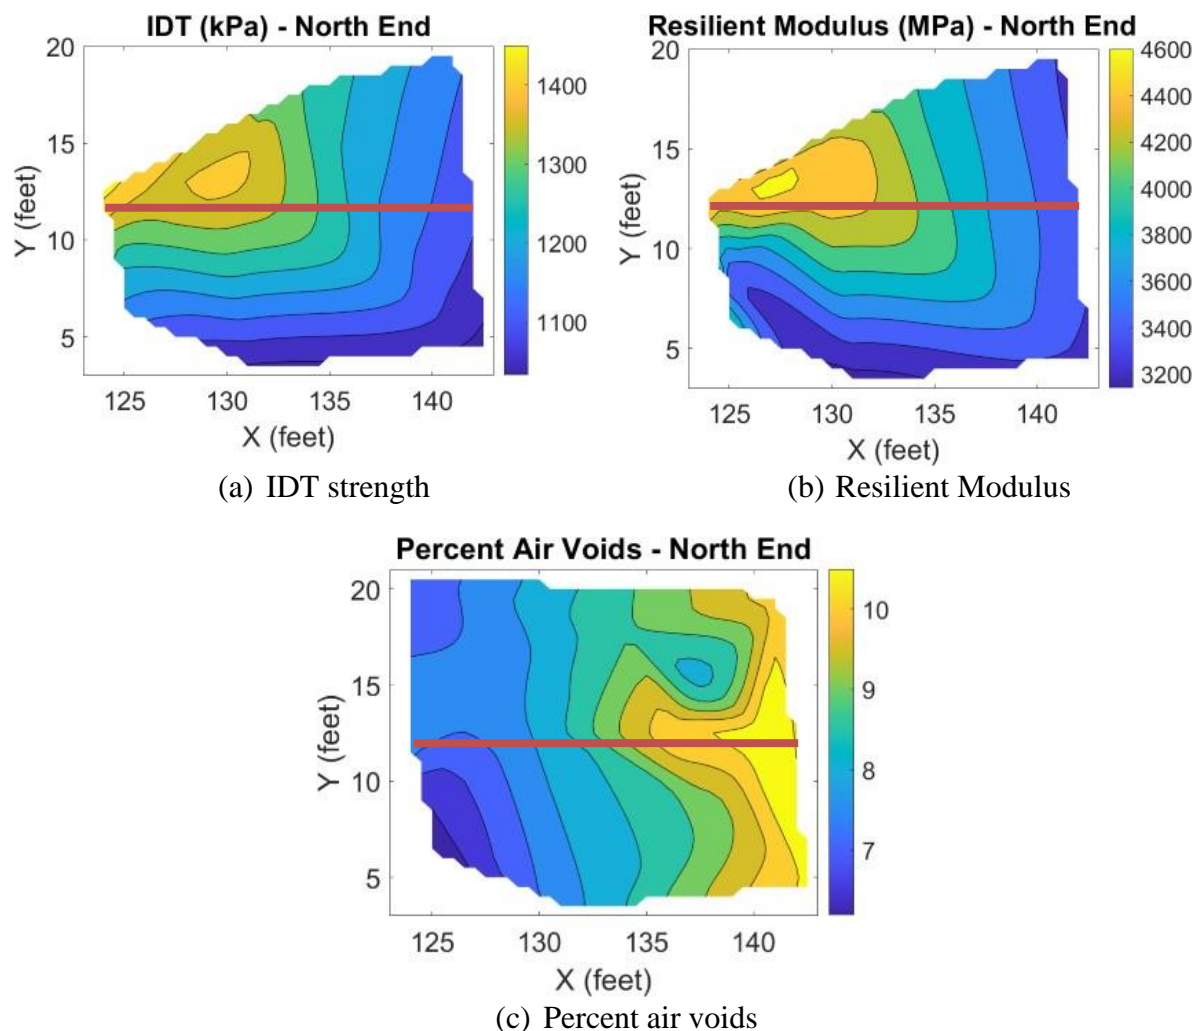 IDT (kPa) - North End
20
15
10
5
Y (feet)
125 130 135 140
X (feet)
1400
1300
1200
1100
(a) IDT strength
Resilient Modulus (MPa) - North End
20
15
10
5
Y (feet)
125 130 135 140
X (feet)
4600
4400
4200
4000
3800
3600
3400
3200
(b) Resilient Modulus
Percent Air Voids - North End
20
15
10
5
Y (feet)
125 130 135 140
X (feet)
10
9
8
7
(c) Percent air voids